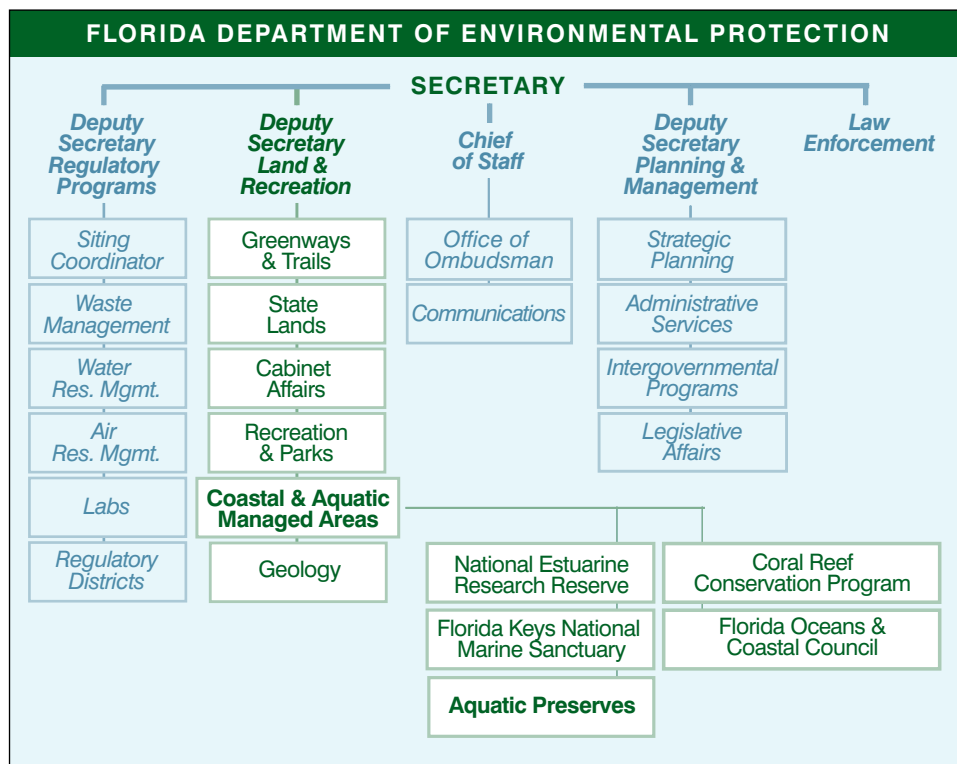 FLORIDA DEPARTMENT OF ENVIRONMENTAL PROTECTION
SECRETARY
Deputy
Secretary
Regulatory
Programs
Siting
Coordinator
Waste
Management
Water
Res. Mgmt.
Air
Res. Mgmt.
Labs
Regulatory
Districts
Deputy
Secretary
Land &
Recreation
Greenways
& Trails
State
Lands
Cabinet
Affairs
Recreation
& Parks
Coastal & Aquatic
Managed Areas
Geology
National Estuarine
Research Reserve
Florida Keys National
Marine Sanctuary
Aquatic Preserves
Coral Reef
Conservation Program
Florida Oceans &
Coastal Council
Chief
of Staff
Office of
Ombudsman
Communications
Deputy
Secretary
Planning &
Management
Strategic
Planning
Administrative
Services
Intergovernmental
Programs
Legislative
Affairs
Law
Enforcement